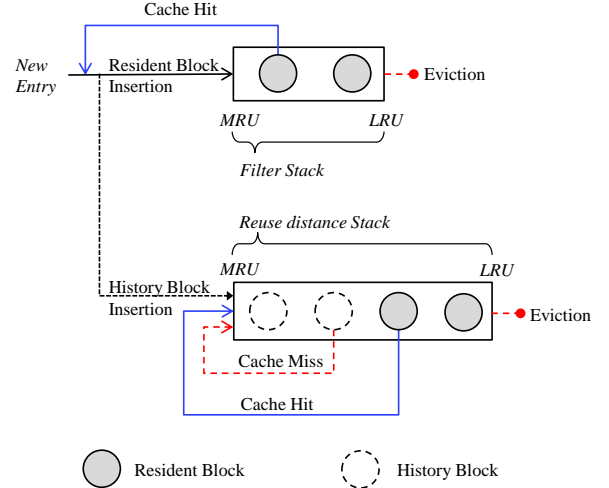 Cache Hit
New
Entry
Resident Block
Insertion
Eviction
MRU
LRU
Filter Stack
Reuse distance Stack
MRU
LRU
History Block
Insertion
Eviction
Cache Miss
Cache Hit
Resident Block
History Block